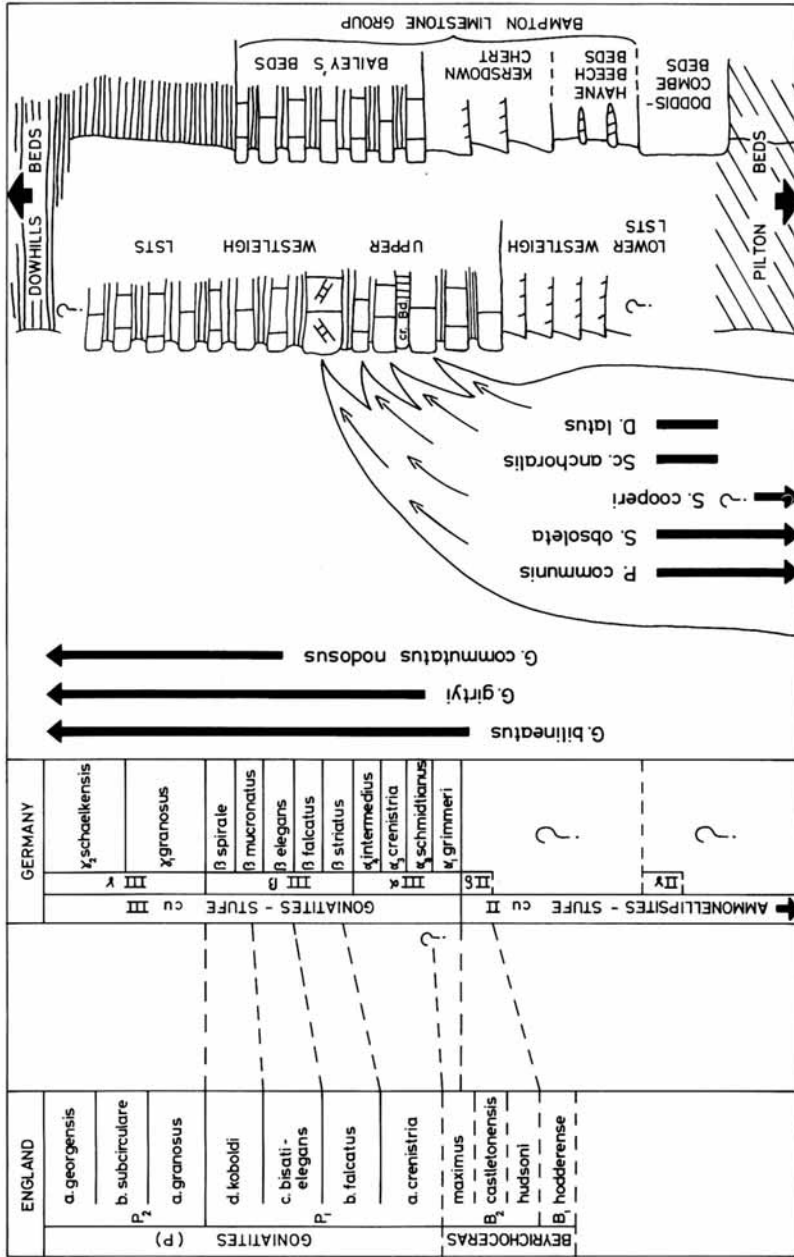 ENGLAND
a. georgensis
b. subcirculare
a. granosus
d. koboldi
c. bisati-
elegans
b. falcatus
a. crenistria
maximus
castletonensis
hudsoni
hodderense
P2
P1
B2
B1
GONIATITES (P)
BEYRICHOCERAS
?
GERMANY
γ2 schaelkensis
γ1 granosus
β spirale
β mucronatus
β elegans
β falcatus
β striatus
α4 intermedius
α3 crenistria
schmidtianus
α1 grimmeri
?
?
III γ
III β
III α
II δ
II γ
GONIATITES - STUFE cu III
AMMONELLIPSITES - STUFE cu II
G. bilineatus
G. girtyi
G. commutatus nodosus
P. communis
S. obsoleta
S. cooperi ?
Sc. anchoralis
D. latus
cr. Bd.
?
?
LOWER WESTLEIGH
LSTS
UPPER WESTLEIGH LSTS
DOWHILLS BEDS
PILTON BEDS
DODDIS-
COMBE
BEDS
HAYNE
BEECH
BEDS
KERSDOWN
CHERT
BAILEY'S BEDS
BAMPTON LIMESTONE GROUP